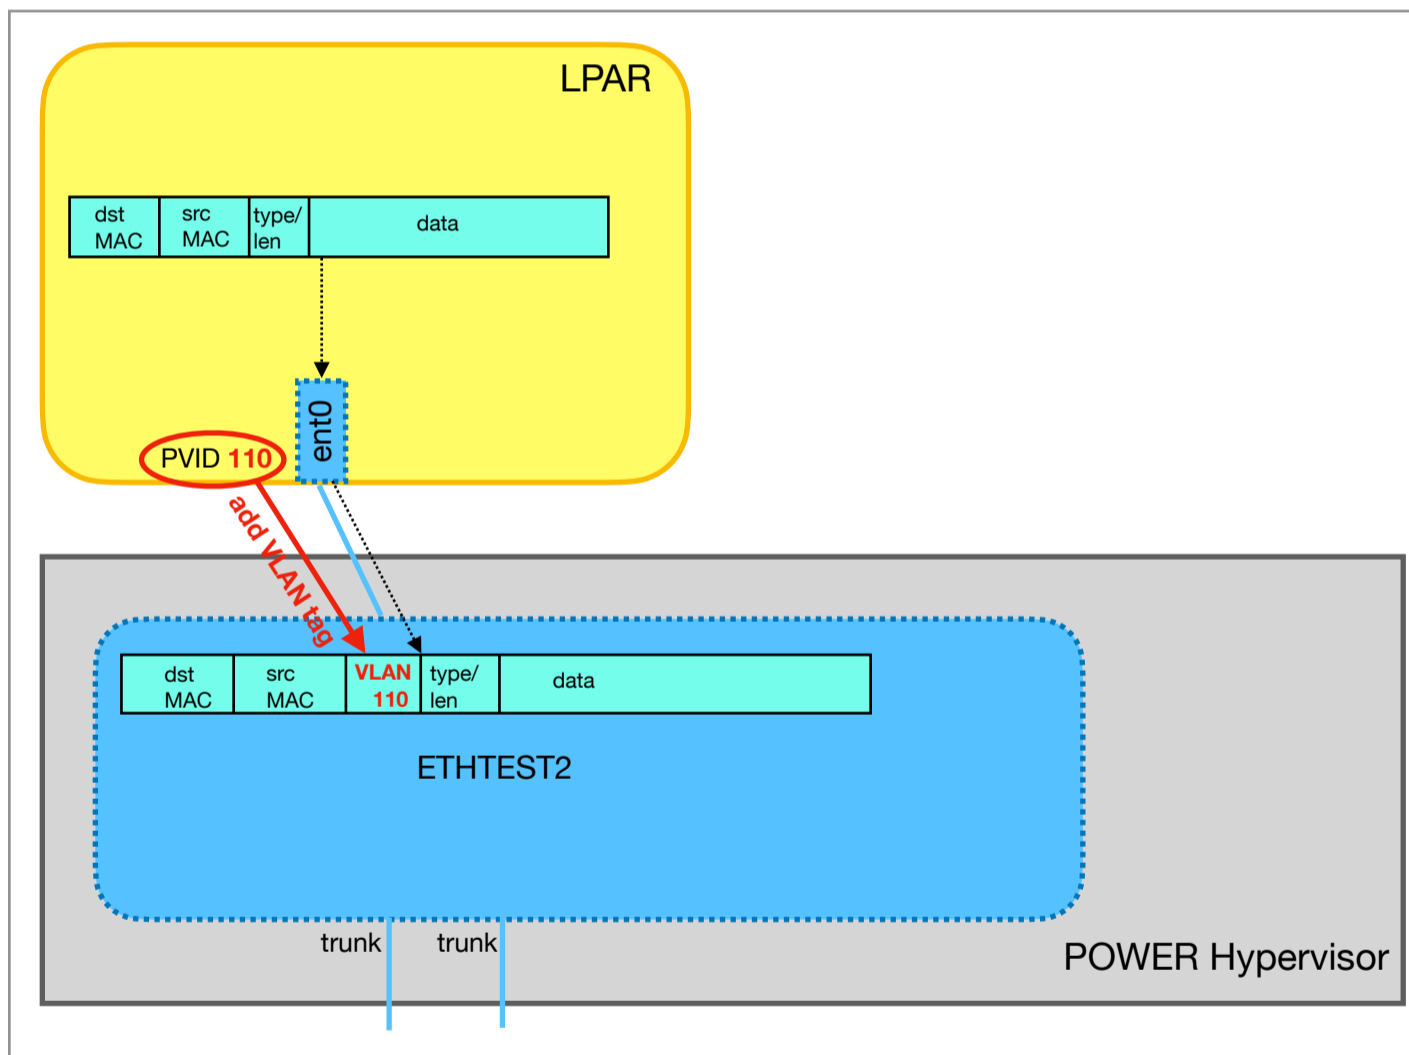 LPAR
dst
MAC
src
MAC
type/
len
data
ent0
PVID 110
add VLAN tag
dst
MAC
src
MAC
VLAN
110
type/
len
data
ETHTEST2
trunk
trunk
POWER Hypervisor